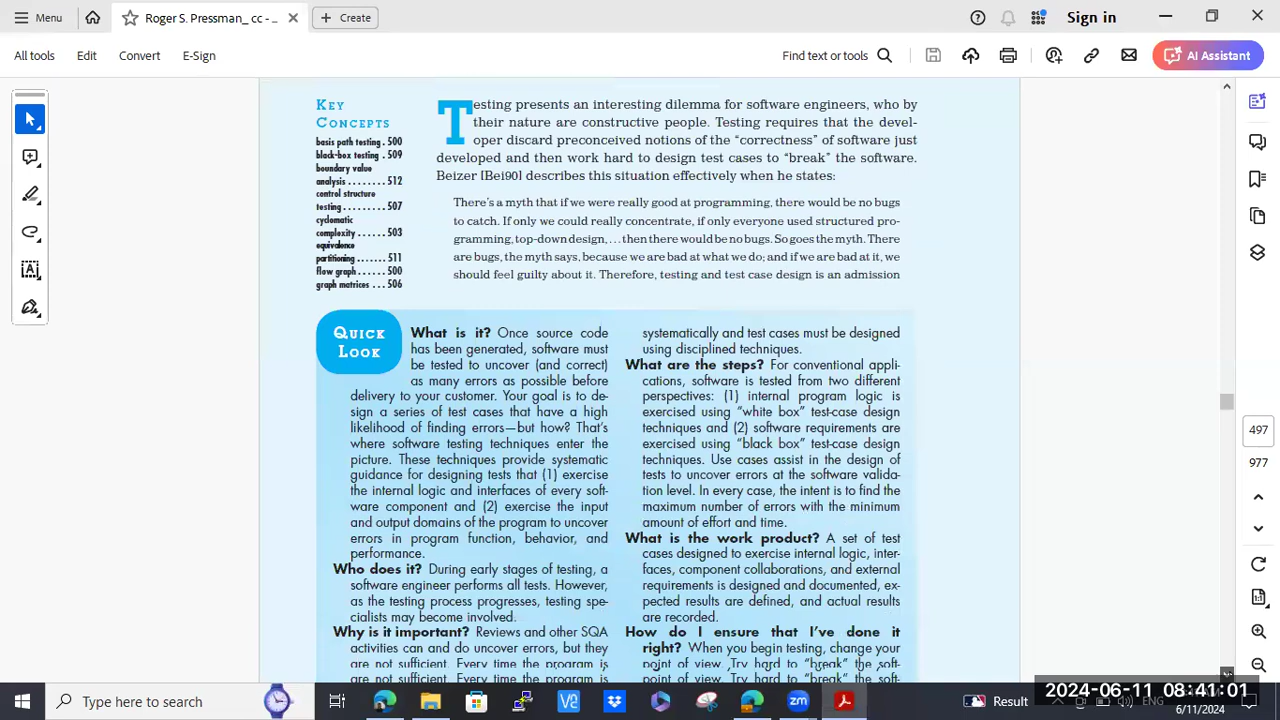 Menu
Roger S. Pressman_ cc - ...
Create
Sign in
All tools
Edit
Convert
E-Sign
Find text or tools
AI Assistant
KEY
CONCEPTS
basis path testing . 500
black-box testing . 509
boundary value
analysis ........ 512
control structure
testing ........ 507
cyclomatic
complexity ...... 503
equivalence
partitioning ...... 511
flow graph ...... 500
graph matrices ... 506
Testing presents an interesting dilemma for software engineers, who by
their nature are constructive people. Testing requires that the devel-
oper discard preconceived notions of the “correctness” of software just
developed and then work hard to design test cases to “break” the software.
Beizer [Bei90] describes this situation effectively when he states:
There’s a myth that if we were really good at programming, there would be no bugs
to catch. If only we could really concentrate, if only everyone used structured pro-
gramming, top-down design, . . . then there would be no bugs. So goes the myth. There
are bugs, the myth says, because we are bad at what we do; and if we are bad at it, we
should feel guilty about it. Therefore, testing and test case design is an admission
QUICK
LOOK
What is it? Once source code
has been generated, software must
be tested to uncover (and correct)
as many errors as possible before
delivery to your customer. Your goal is to de-
sign a series of test cases that have a high
likelihood of finding errors—but how? That’s
where software testing techniques enter the
picture. These techniques provide systematic
guidance for designing tests that (1) exercise
the internal logic and interfaces of every soft-
ware component and (2) exercise the input
and output domains of the program to uncover
errors in program function, behavior, and
performance.
Who does it? During early stages of testing, a
software engineer performs all tests. However,
as the testing process progresses, testing spe-
cialists may become involved.
Why is it important? Reviews and other SQA
activities can and do uncover errors, but they
are not sufficient. Every time the program is
are not sufficient. Every time the program is
systematically and test cases must be designed
using disciplined techniques.
What are the steps? For conventional appli-
cations, software is tested from two different
perspectives: (1) internal program logic is
exercised using “white box” test-case design
techniques and (2) software requirements are
exercised using “black box” test-case design
techniques. Use cases assist in the design of
tests to uncover errors at the software valida-
tion level. In every case, the intent is to find the
maximum number of errors with the minimum
amount of effort and time.
What is the work product? A set of test
cases designed to exercise internal logic, inter-
faces, component collaborations, and external
requirements is designed and documented, ex-
pected results are defined, and actual results
are recorded.
How do I ensure that I’ve done it
right? When you begin testing, change your
point of view. Try hard to “break” the soft-
point of view. Try hard to “break” the soft-
497
977
Type here to search
Result
ENG
2024-06-11 08:41:01
6/11/2024